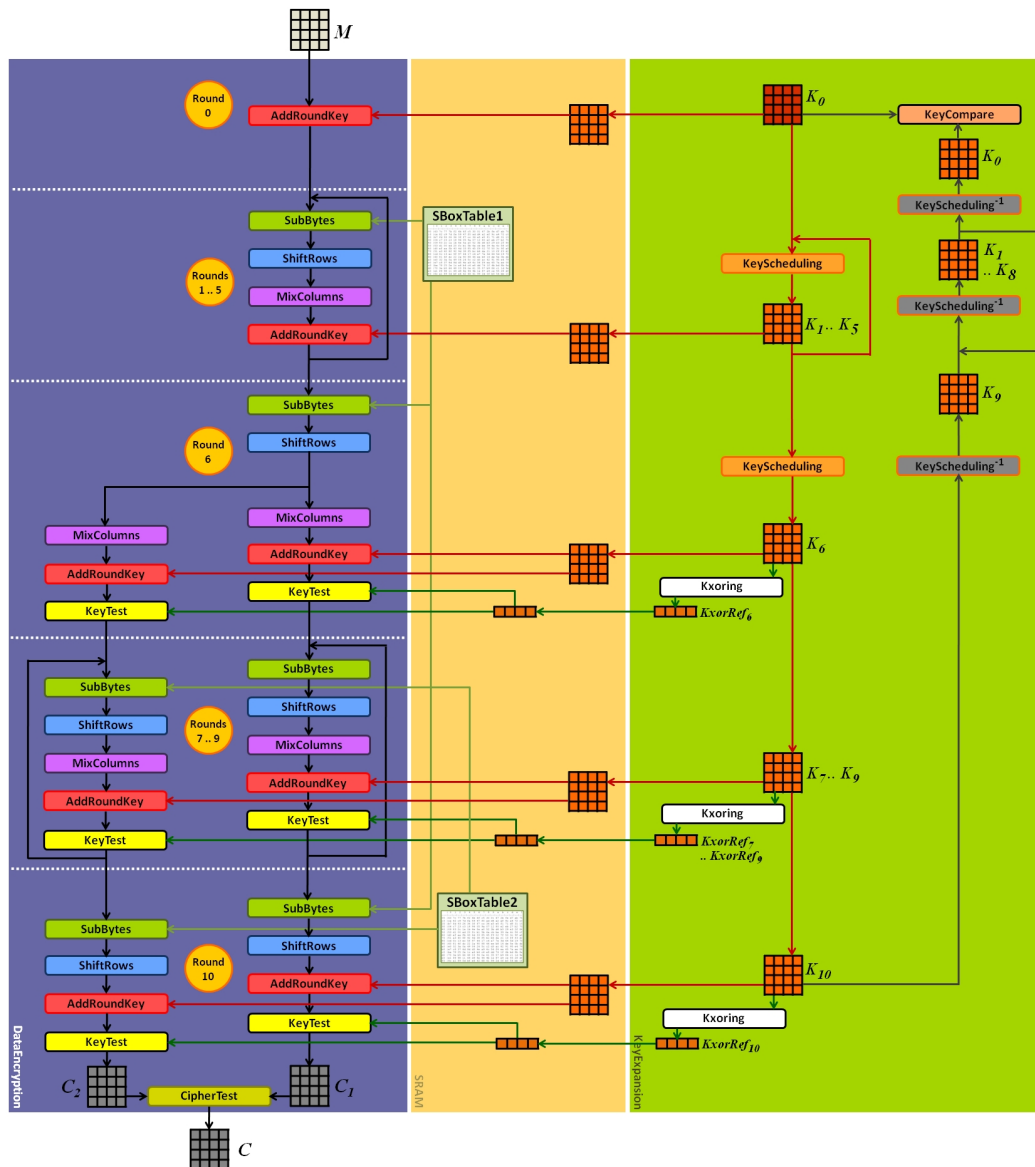 M
Round
0
AddRoundKey
K0
KeyCompare
K0
KeyScheduling-1
SubBytes
SBoxTable1
ShiftRows
KeyScheduling
K1
.. K8
Rounds
1 .. 5
MixColumns
KeyScheduling-1
AddRoundKey
K1.. K5
K9
SubBytes
Round
6
ShiftRows
KeyScheduling
KeyScheduling-1
MixColumns
MixColumns
K6
AddRoundKey
AddRoundKey
Kxoring
KeyTest
KeyTest
KxorRef6
SubBytes
SubBytes
ShiftRows
ShiftRows
Rounds
7 .. 9
MixColumns
MixColumns
K7.. K9
AddRoundKey
AddRoundKey
Kxoring
KeyTest
KeyTest
KxorRef7
.. KxorRef9
SBoxTable2
SubBytes
SubBytes
ShiftRows
ShiftRows
Round
10
K10
AddRoundKey
AddRoundKey
Kxoring
KeyTest
KeyTest
KxorRef10
DataEncryption
SRAM
KeyExpansion
C2
CipherTest
C1
C